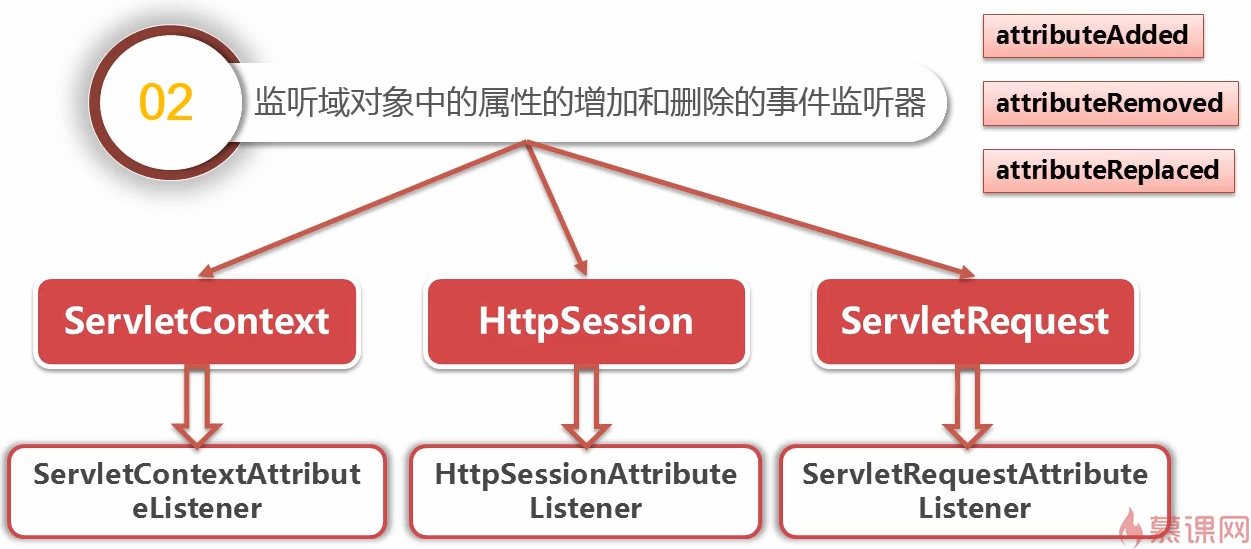 02
监听域对象中的属性的增加和删除的事件监听器
attributeAdded
attributeRemoved
attributeReplaced
ServletContext
HttpSession
ServletRequest
ServletContextAttribut
eListener
HttpSessionAttribute
Listener
ServletRequestAttribute
Listener
慕课网